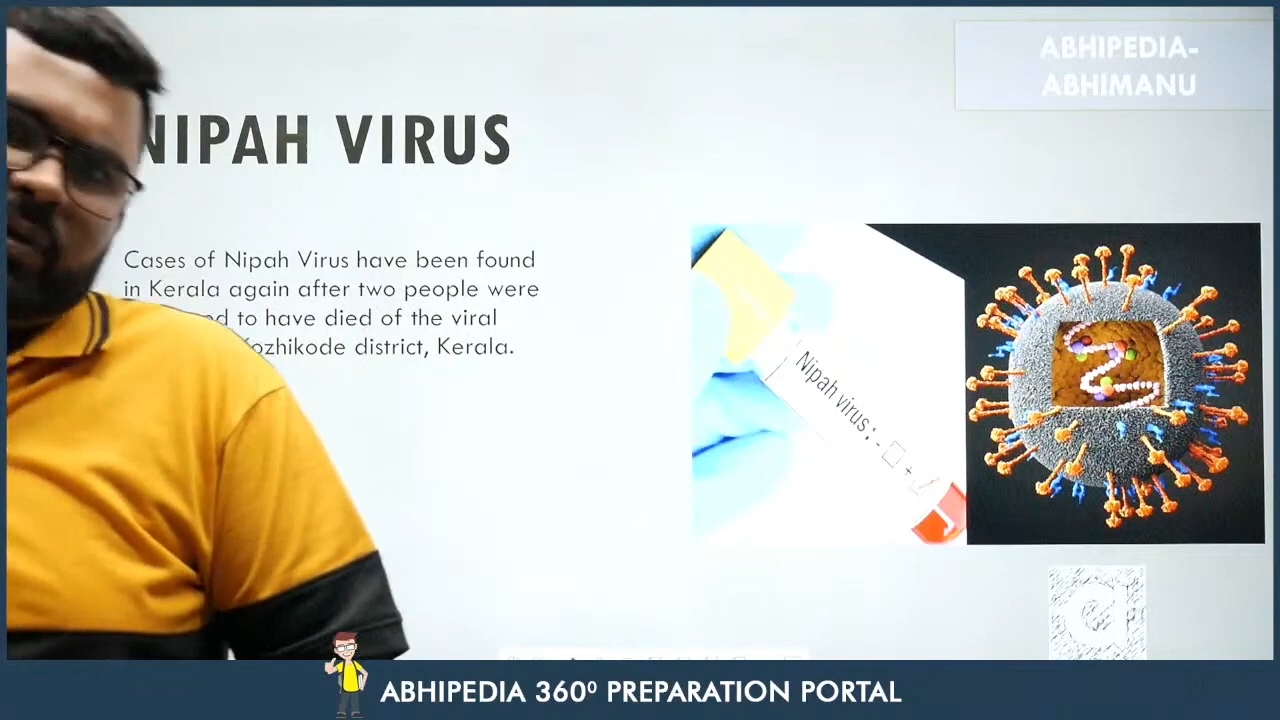 ABHIPEDIA-
ABHIMANU
NIPAH VIRUS
Cases of Nipah Virus have been found
in Kerala again after two people were
to have died of the viral
Kozhikode district, Kerala.
Nipah virus : - □ +
ABHIPEDIA 360⁰ PREPARATION PORTAL